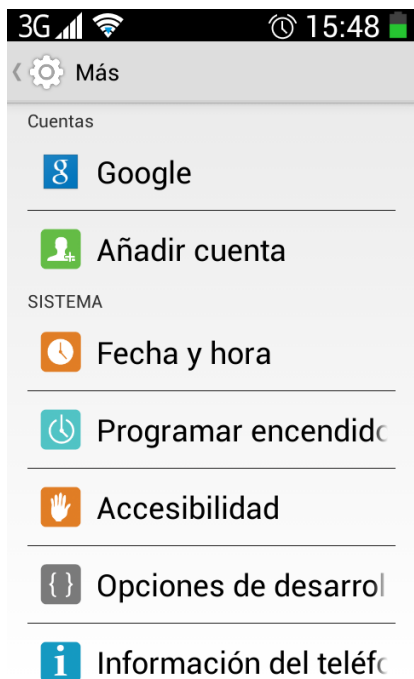 3G 15:48
Más
Cuentas
Google
Añadir cuenta
SISTEMA
Fecha y hora
Programar encendido
Accesibilidad
Opciones de desarrol
Información del teléfo